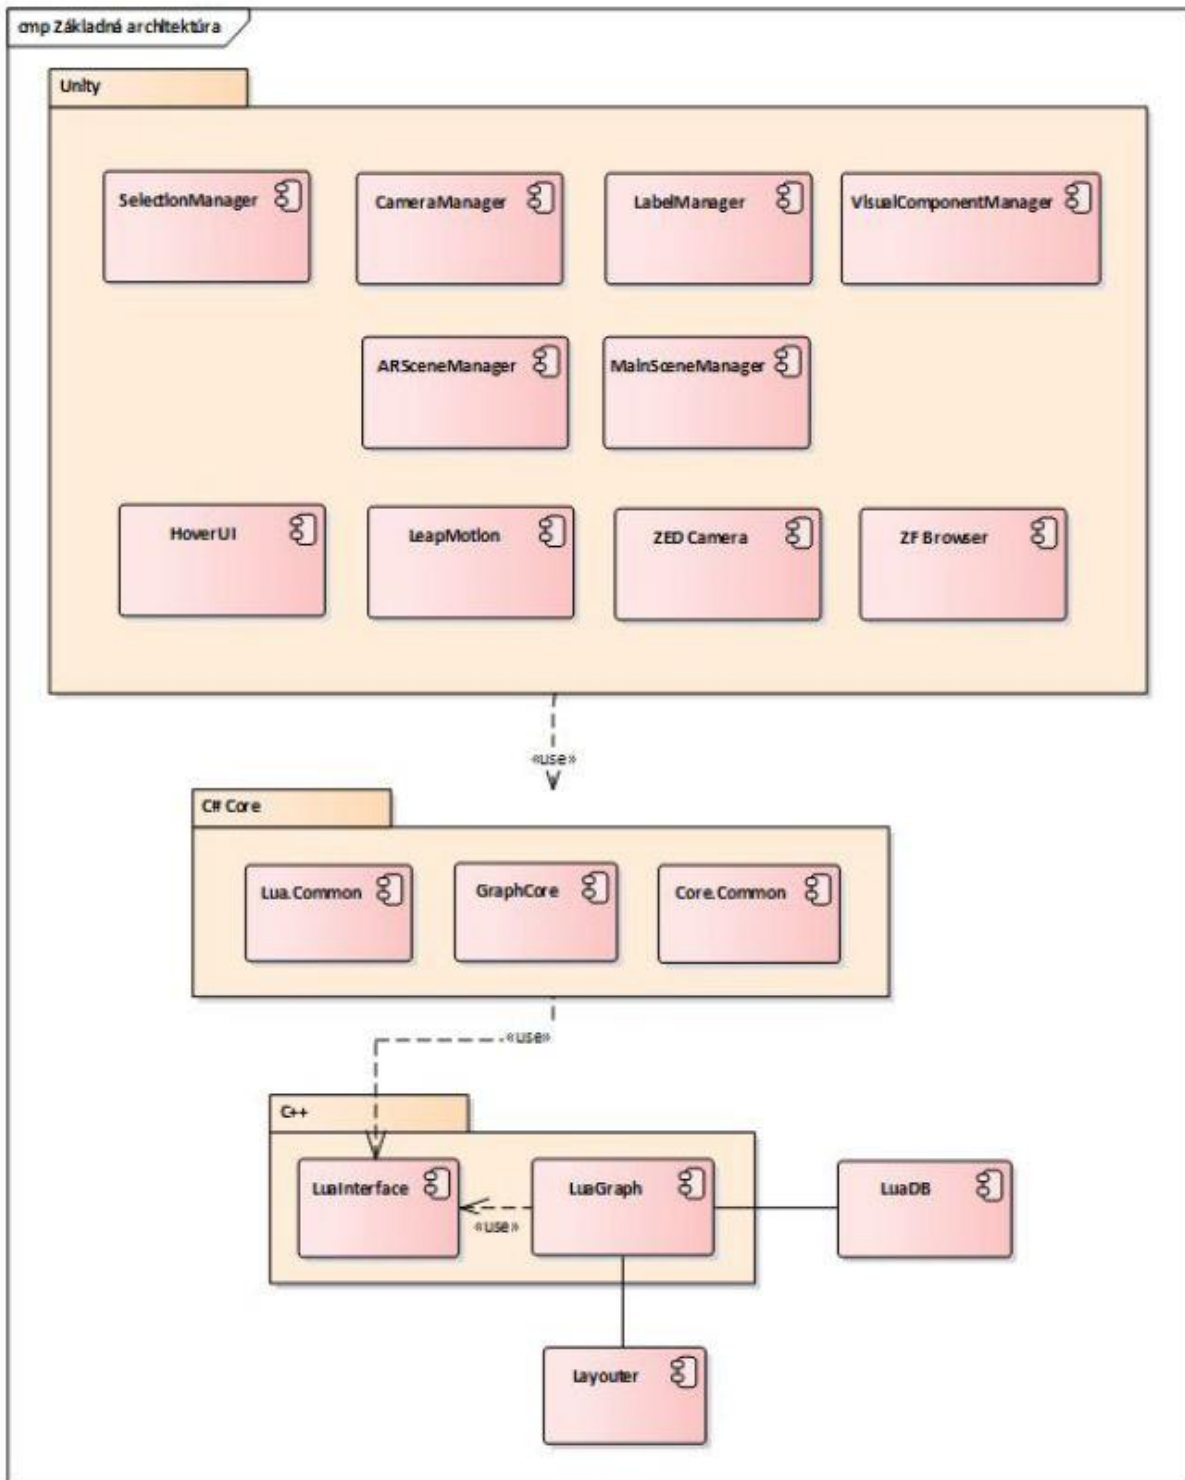 cmp Základná architektúra
Unity
SelectionManager
CameraManager
LabelManager
VisualComponentManager
ARSceneManager
MainSceneManager
HoverUI
LeapMotion
ZED Camera
ZF Browser
«use»
C# Core
Lua.Common
GraphCore
Core.Common
«use»
C++
LuaInterface
«use»
LuaGraph
LuaDB
Layouter